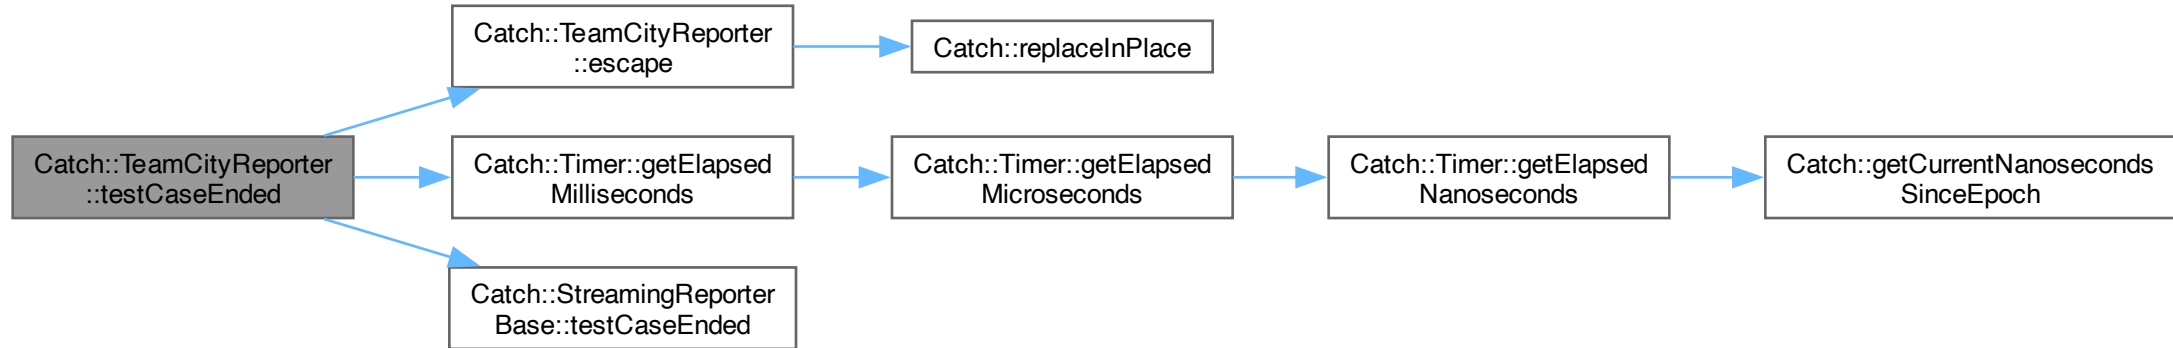 Catch::TeamCityReporter
::escape
Catch::replaceInPlace
Catch::TeamCityReporter
::testCaseEnded
Catch::Timer::getElapsed
Milliseconds
Catch::Timer::getElapsed
Microseconds
Catch::Timer::getElapsed
Nanoseconds
Catch::getCurrentNanoseconds
SinceEpoch
Catch::StreamingReporter
Base::testCaseEnded